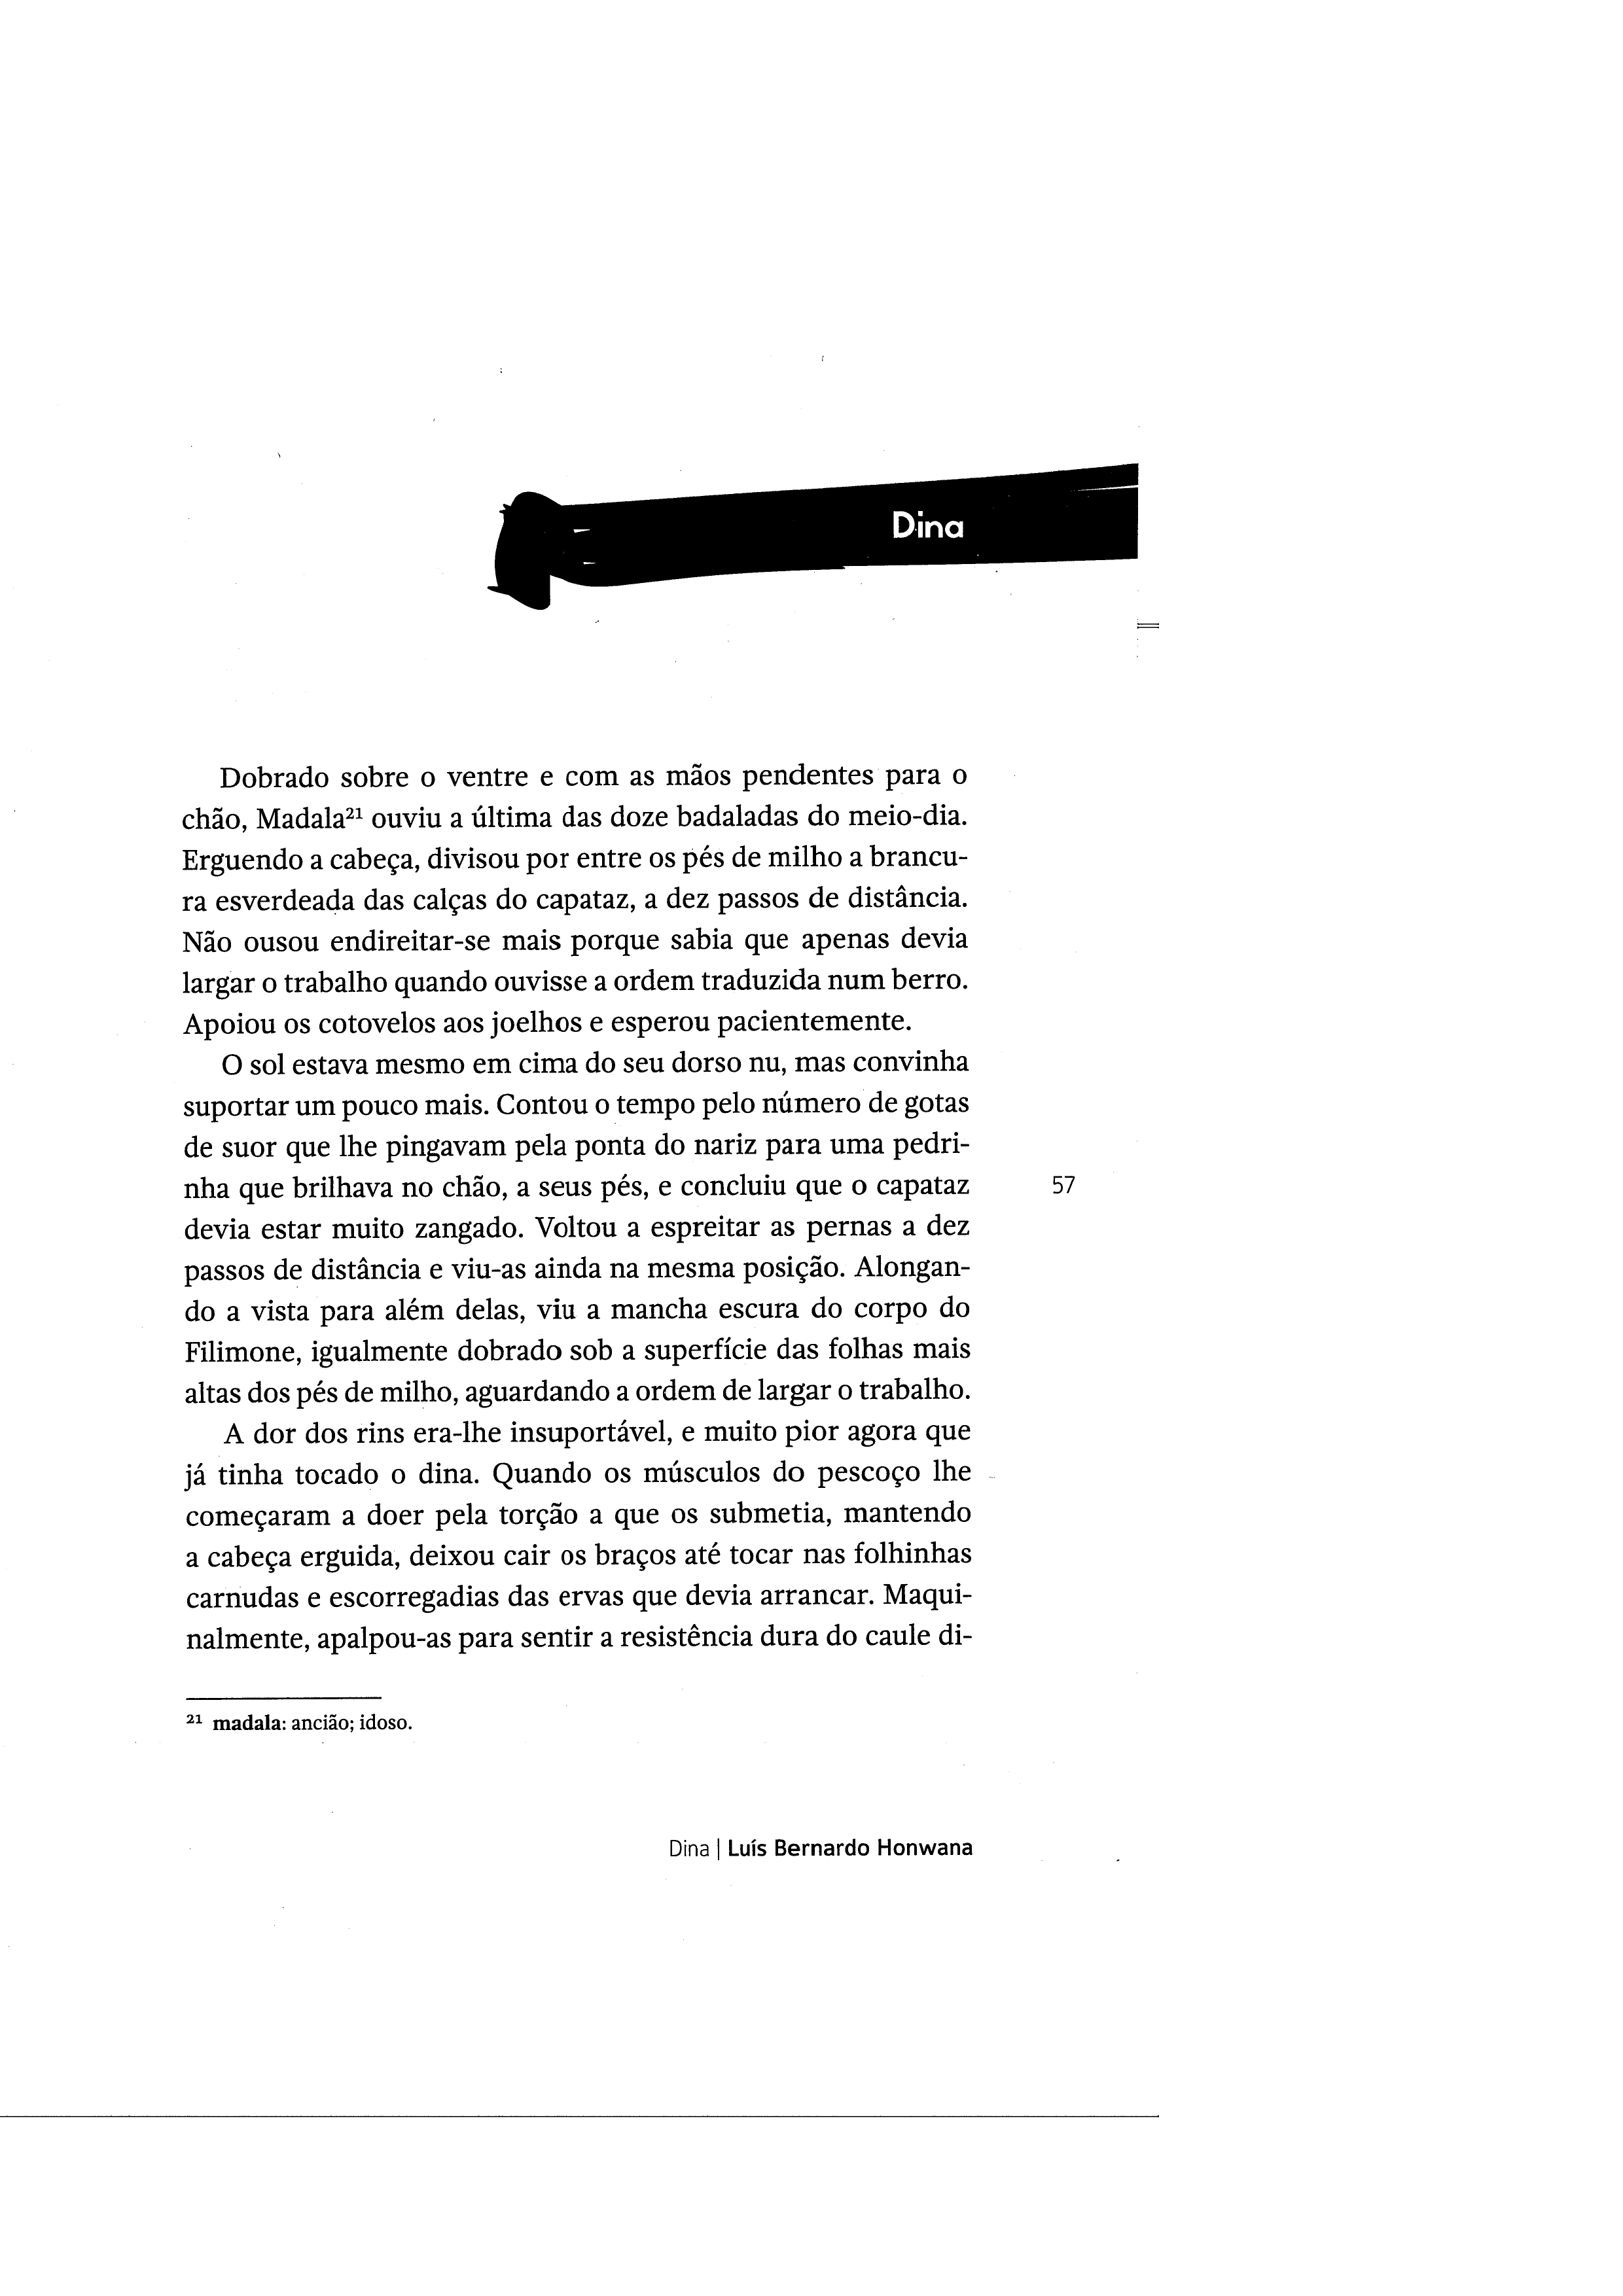 Dina
Dobrado sobre o ventre e com as mãos pendentes para o
chão, Madala²¹ ouviu a última das doze badaladas do meio-dia.
Erguendo a cabeça, divisou por entre os pés de milho a brancu-
ra esverdeada das calças do capataz, a dez passos de distância.
Não ousou endireitar-se mais porque sabia que apenas devia
largar o trabalho quando ouvisse a ordem traduzida num berro.
Apoiou os cotovelos aos joelhos e esperou pacientemente.
O sol estava mesmo em cima do seu dorso nu, mas convinha
suportar um pouco mais. Contou o tempo pelo número de gotas
de suor que lhe pingavam pela ponta do nariz para uma pedri-
nha que brilhava no chão, a seus pés, e concluiu que o capataz
devia estar muito zangado. Voltou a espreitar as pernas a dez
passos de distância e viu-as ainda na mesma posição. Alongan-
do a vista para além delas, viu a mancha escura do corpo do
Filimone, igualmente dobrado sob a superfície das folhas mais
altas dos pés de milho, aguardando a ordem de largar o trabalho.
A dor dos rins era-lhe insuportável, e muito pior agora que
já tinha tocado o dina. Quando os músculos do pescoço lhe
começaram a doer pela torção a que os submetia, mantendo
a cabeça erguida, deixou cair os braços até tocar nas folhinhas
carnudas e escorregadias das ervas que devia arrancar. Maqui-
nalmente, apalpou-as para sentir a resistência dura do caule di-
57
²¹ madala: ancião; idoso.
Dina | Luís Bernardo Honwana